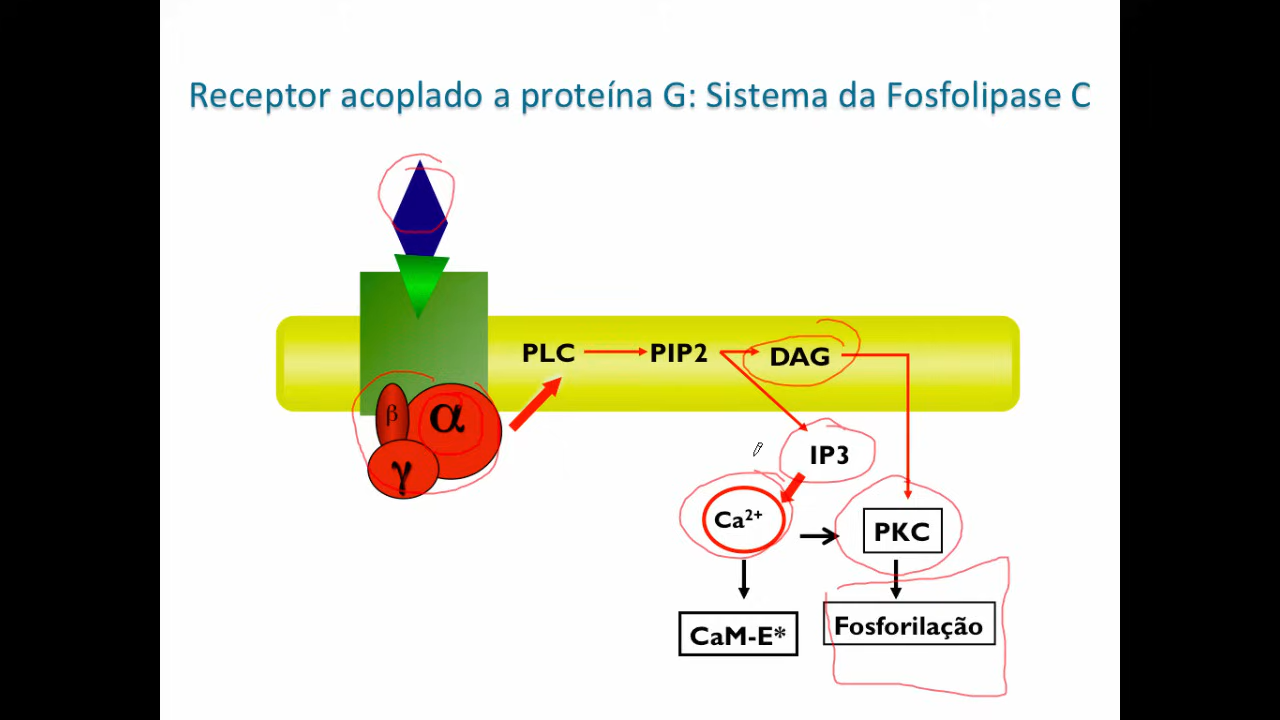 Receptor acoplado a proteína G: Sistema da Fosfolipase C
PLC
PIP2
DAG
β
α
γ
IP3
Ca²⁺
PKC
CaM-E*
Fosforilação